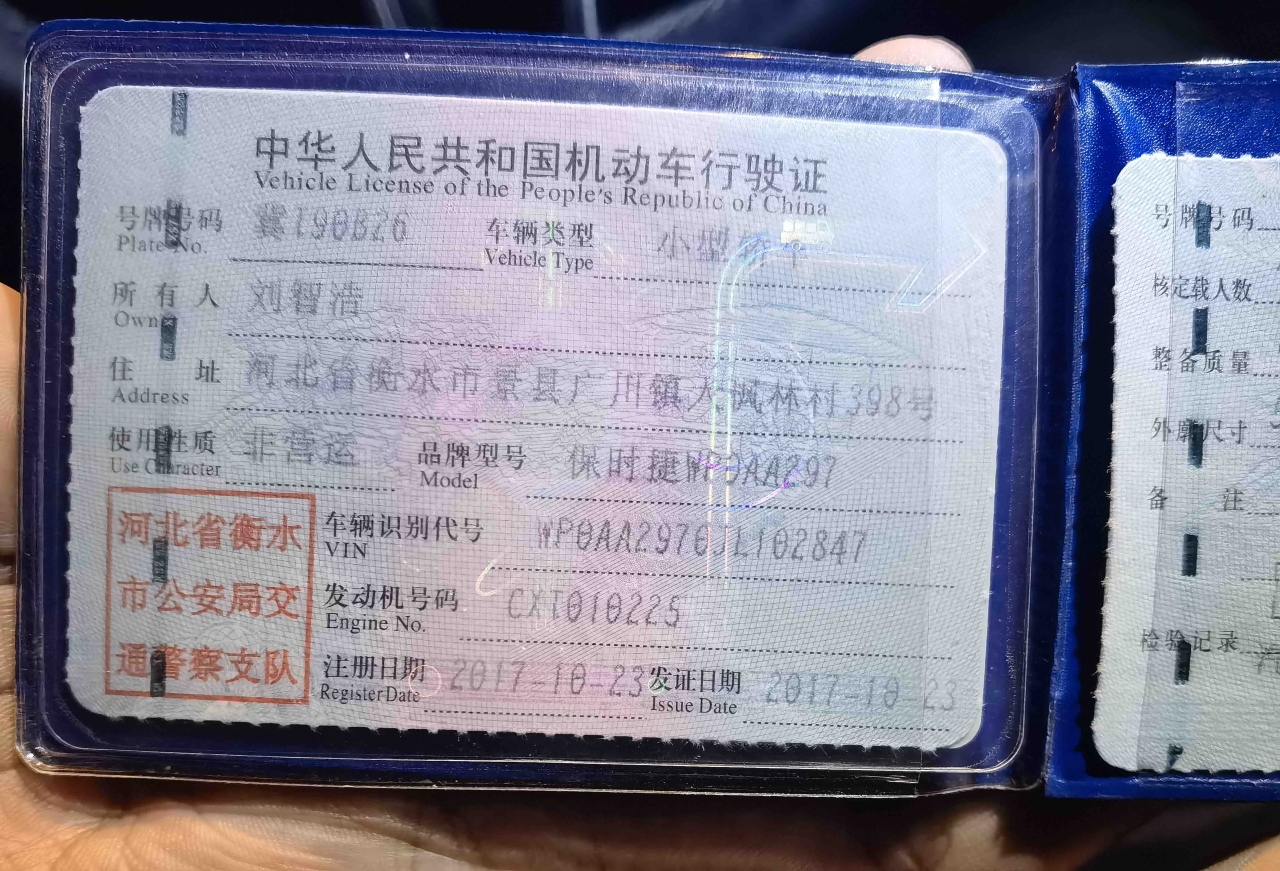 中华人民共和国机动车行驶证
Vehicle License of the People's Republic of China
号牌号码 冀T90B26 车辆类型 小型轿车
Plate No. Vehicle Type
所有人 刘智浩
Owner
住址 河北省衡水市景县广川镇大枫林村398号
Address
使用性质 非营运 品牌型号 保时捷WP0AA297
Use Character Model
河北省衡水
市公安局交
通警察支队
车辆识别代号 WP0AA2976JL102847
VIN
发动机号码 CXT010225
Engine No.
注册日期 2017-10-23 发证日期 2017-10-23
Register Date Issue Date
号牌号码
核定载人数
整备质量
外廓尺寸
备注
检验记录